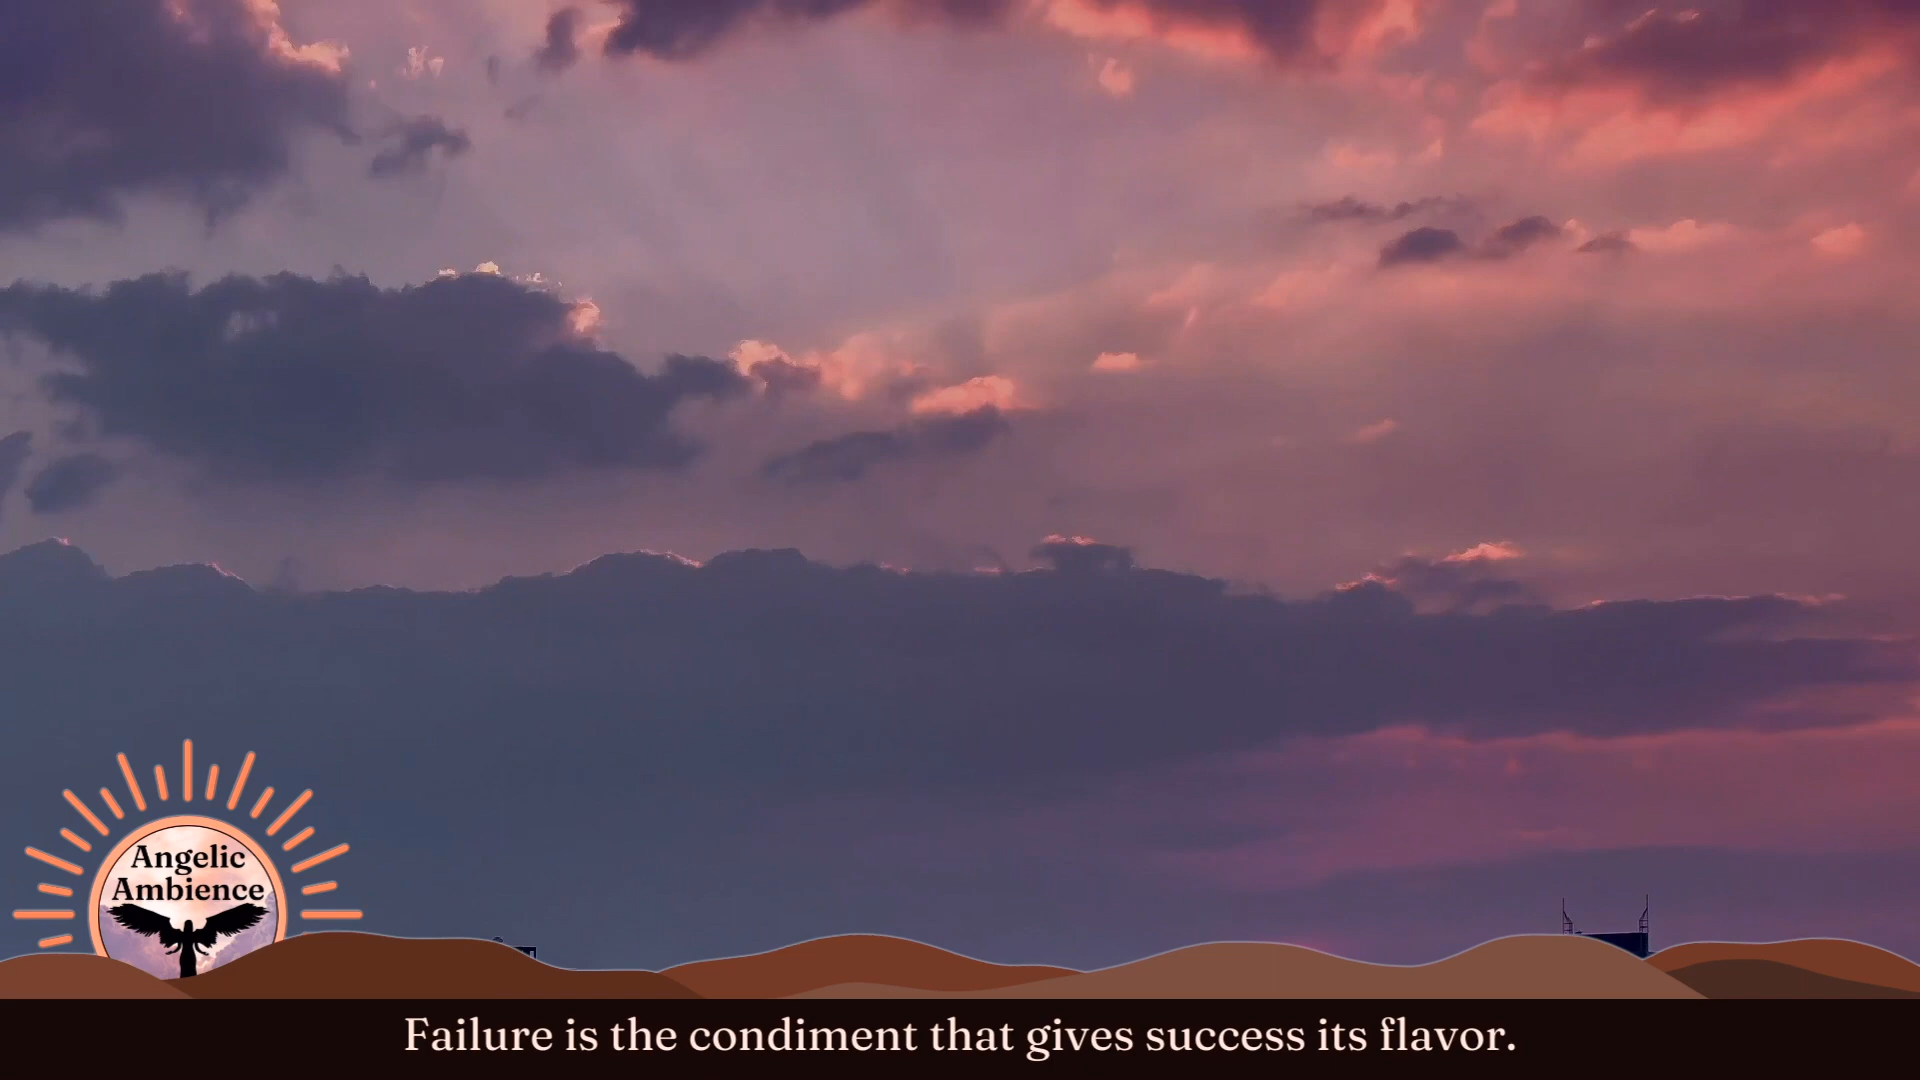 Angelic
Ambience
Failure is the condiment that gives success its flavor.